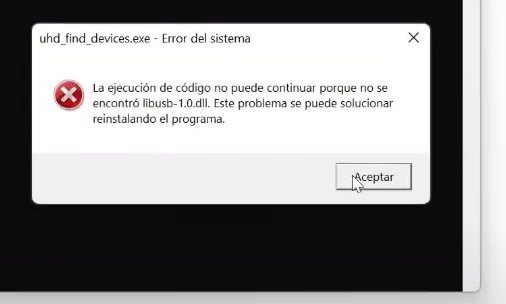 uhd_find_devices.exe - Error del sistema
La ejecución de código no puede continuar porque no se
encontró libusb-1.0.dll. Este problema se puede solucionar
reinstalando el programa.
Aceptar